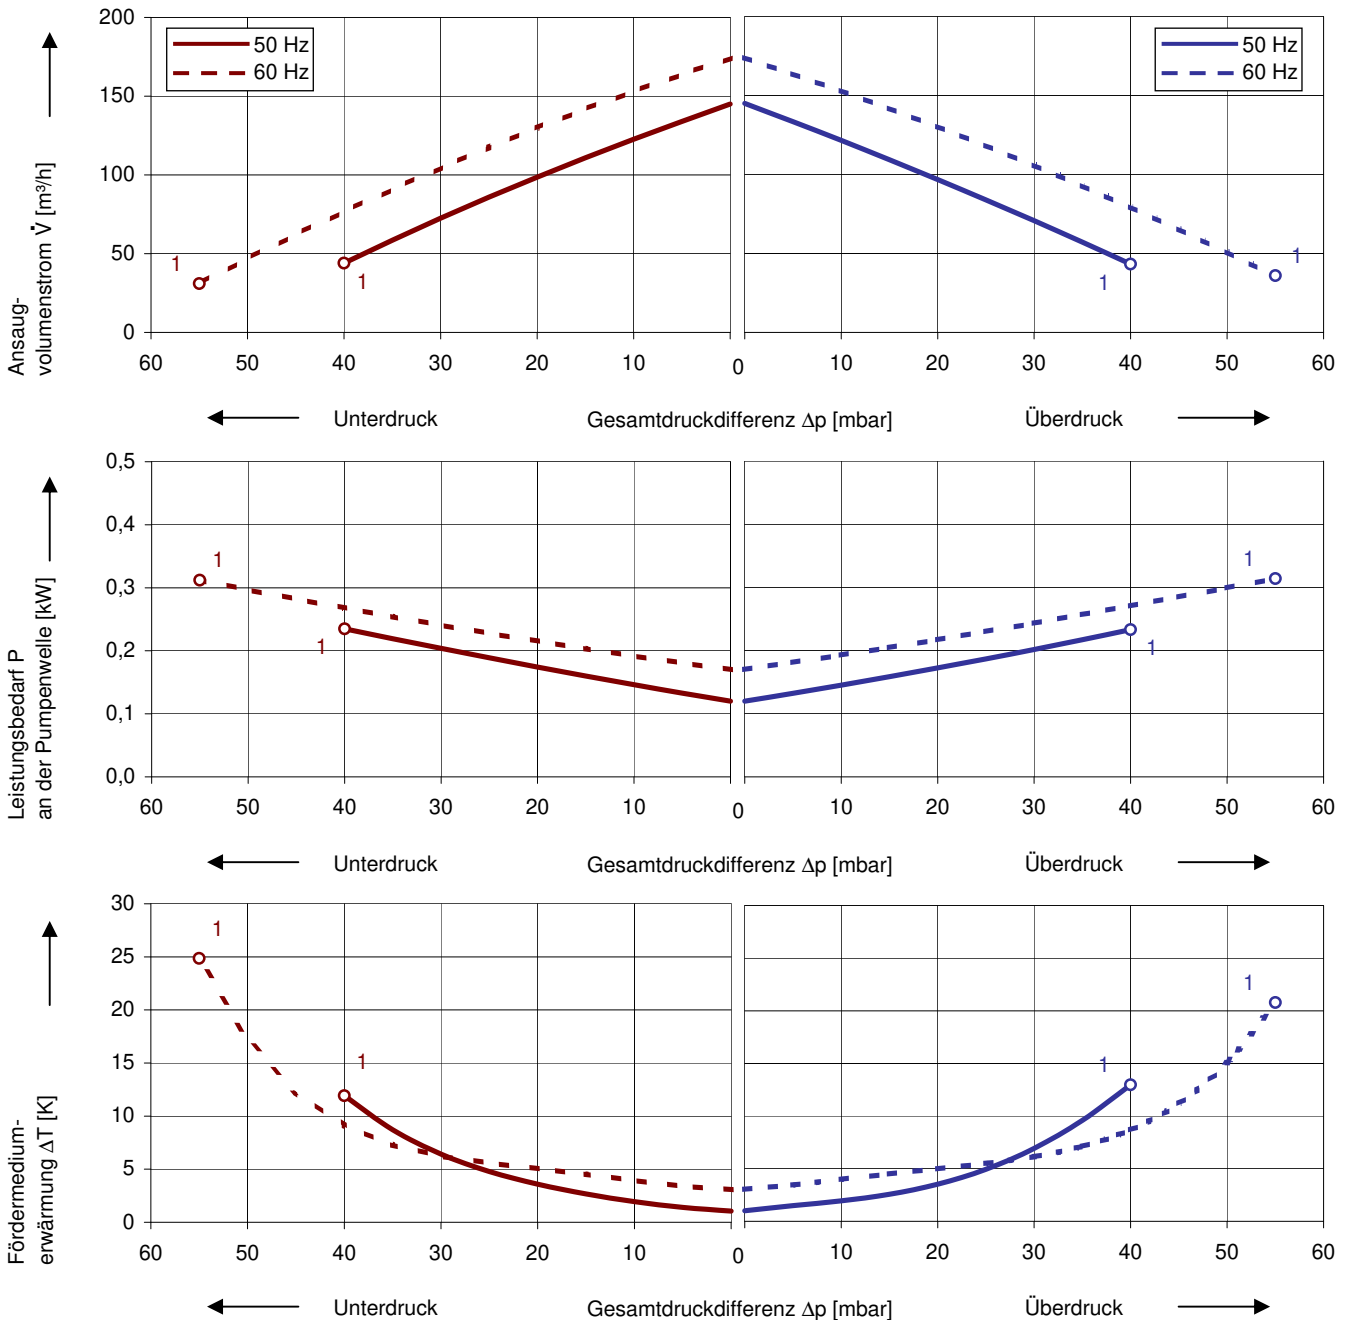 200
150
100
50
0
50 Hz
60 Hz
50 Hz
60 Hz
1
1
1
1
Ansaug-
volumenstrom V̇ [m³/h]
60 50 40 30 20 10 0 10 20 30 40 50 60
Unterdruck Gesamtdruckdifferenz Δp [mbar] Überdruck
0,5
0,4
0,3
0,2
0,1
0,0
1
1
1
1
Leistungsbedarf P
an der Pumpenwelle [kW]
60 50 40 30 20 10 0 10 20 30 40 50 60
Unterdruck Gesamtdruckdifferenz Δp [mbar] Überdruck
30
25
20
15
10
5
0
1
1
1
1
Fördermedium-
erwärmung ΔT [K]
60 50 40 30 20 10 0 10 20 30 40 50 60
Unterdruck Gesamtdruckdifferenz Δp [mbar] Überdruck